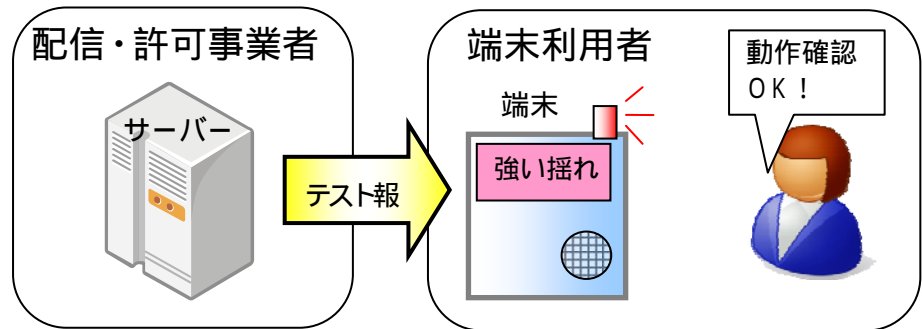 配信・許可事業者
サーバー
テスト報
端末利用者
端末
強い揺れ
動作確認
OK！